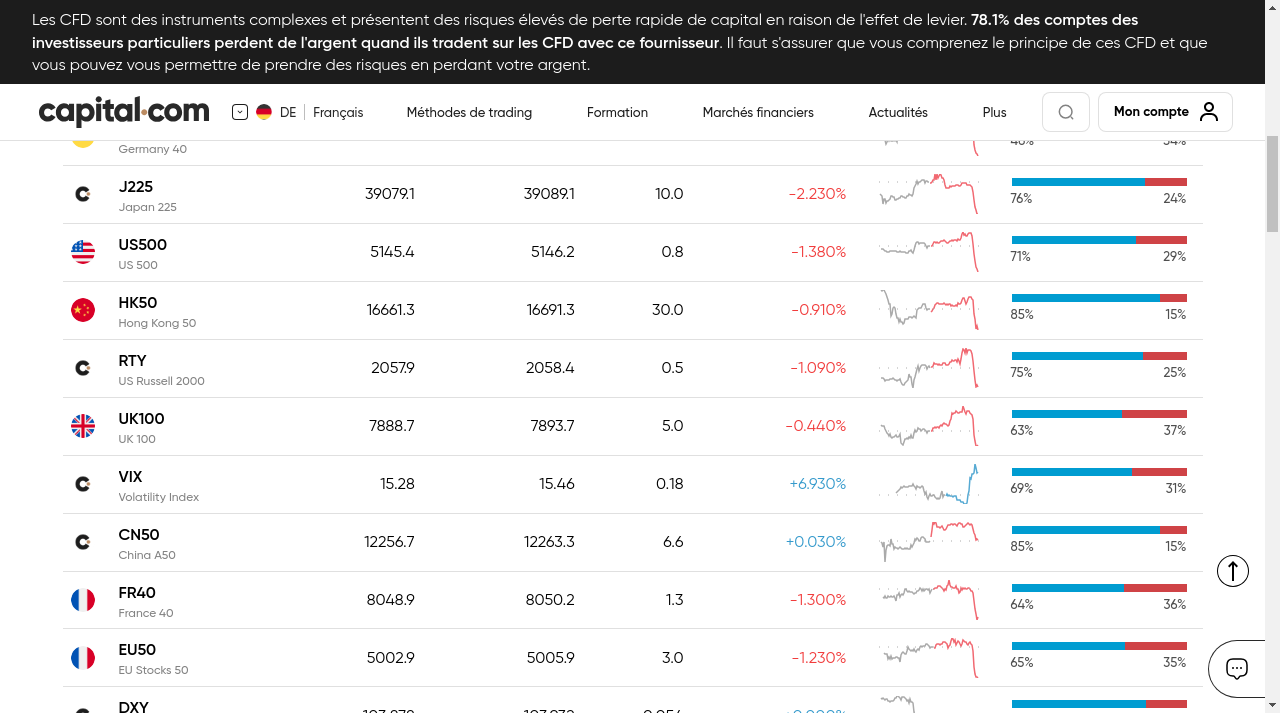 Les CFD sont des instruments complexes et présentent des risques élevés de perte rapide de capital en raison de l'effet de levier. 78.1% des comptes des
investisseurs particuliers perdent de l'argent quand ils tradent sur les CFD avec ce fournisseur. Il faut s'assurer que vous comprenez le principe de ces CFD et que
vous pouvez vous permettre de prendre des risques en perdant votre argent.
capital.com DE Français Méthodes de trading Formation Marchés financiers Actualités Plus Mon compte
Germany 40 46% 54%
J225 39079.1 39089.1 10.0 -2.230%
Japan 225 76% 24%
US500 5145.4 5146.2 0.8 -1.380%
US 500 71% 29%
HK50 16661.3 16691.3 30.0 -0.910%
Hong Kong 50 85% 15%
RTY 2057.9 2058.4 0.5 -1.090%
US Russell 2000 75% 25%
UK100 7888.7 7893.7 5.0 -0.440%
UK 100 63% 37%
VIX 15.28 15.46 0.18 +6.930%
Volatility Index 69% 31%
CN50 12256.7 12263.3 6.6 +0.030%
China A50 85% 15%
FR40 8048.9 8050.2 1.3 -1.300%
France 40 64% 36%
EU50 5002.9 5005.9 3.0 -1.230%
EU Stocks 50 65% 35%
DXY